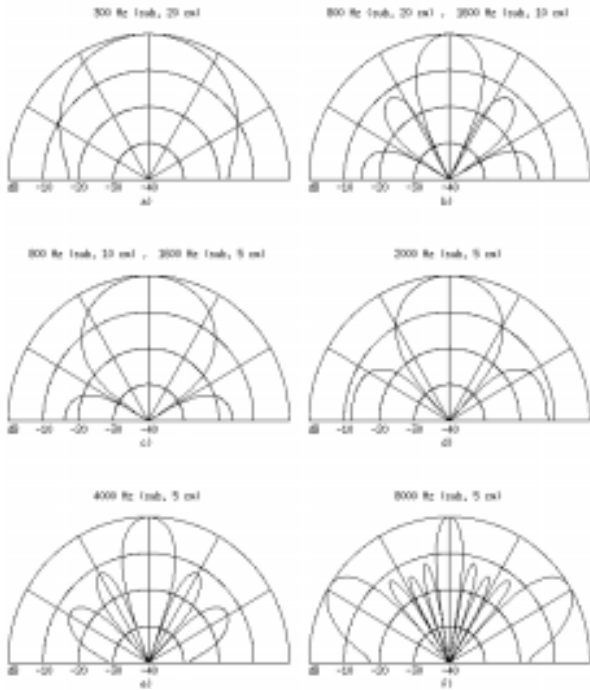 300 Hz (sub, 20 cm)
800 Hz (sub, 20 cm) , 1600 Hz (sub, 10 cm)
dB -10 -20 -30 -40
a)
dB -10 -20 -30 -40
b)
800 Hz (sub, 10 cm) , 1600 Hz (sub, 5 cm)
2000 Hz (sub, 5 cm)
dB -10 -20 -30 -40
c)
dB -10 -20 -30 -40
d)
4000 Hz (sub, 5 cm)
8000 Hz (sub, 5 cm)
dB -10 -20 -30 -40
e)
dB -10 -20 -30 -40
f)